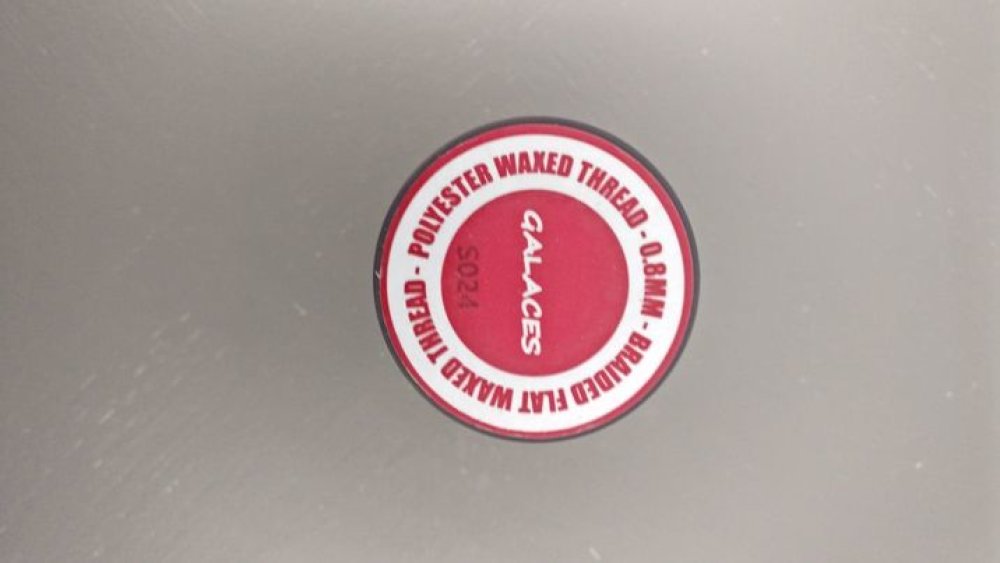 POLYESTER WAXED THREAD - 0.8MM - BRAIDED FLAT WAXED THREAD -
GALACES
S024